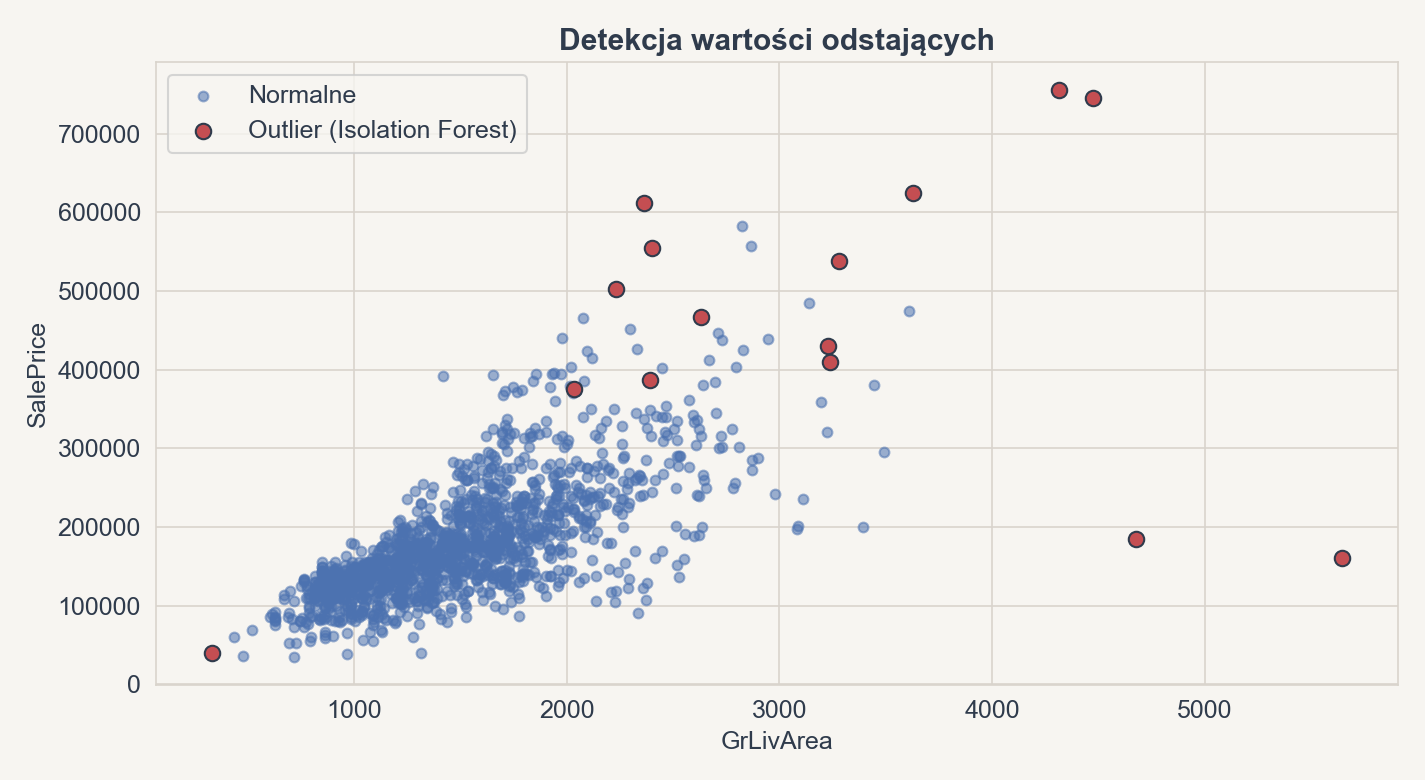 Detekcja wartości odstających
Normalne
Outlier (Isolation Forest)
SalePrice
700000
600000
500000
400000
300000
200000
100000
0
1000 2000 3000 4000 5000
GrLivArea